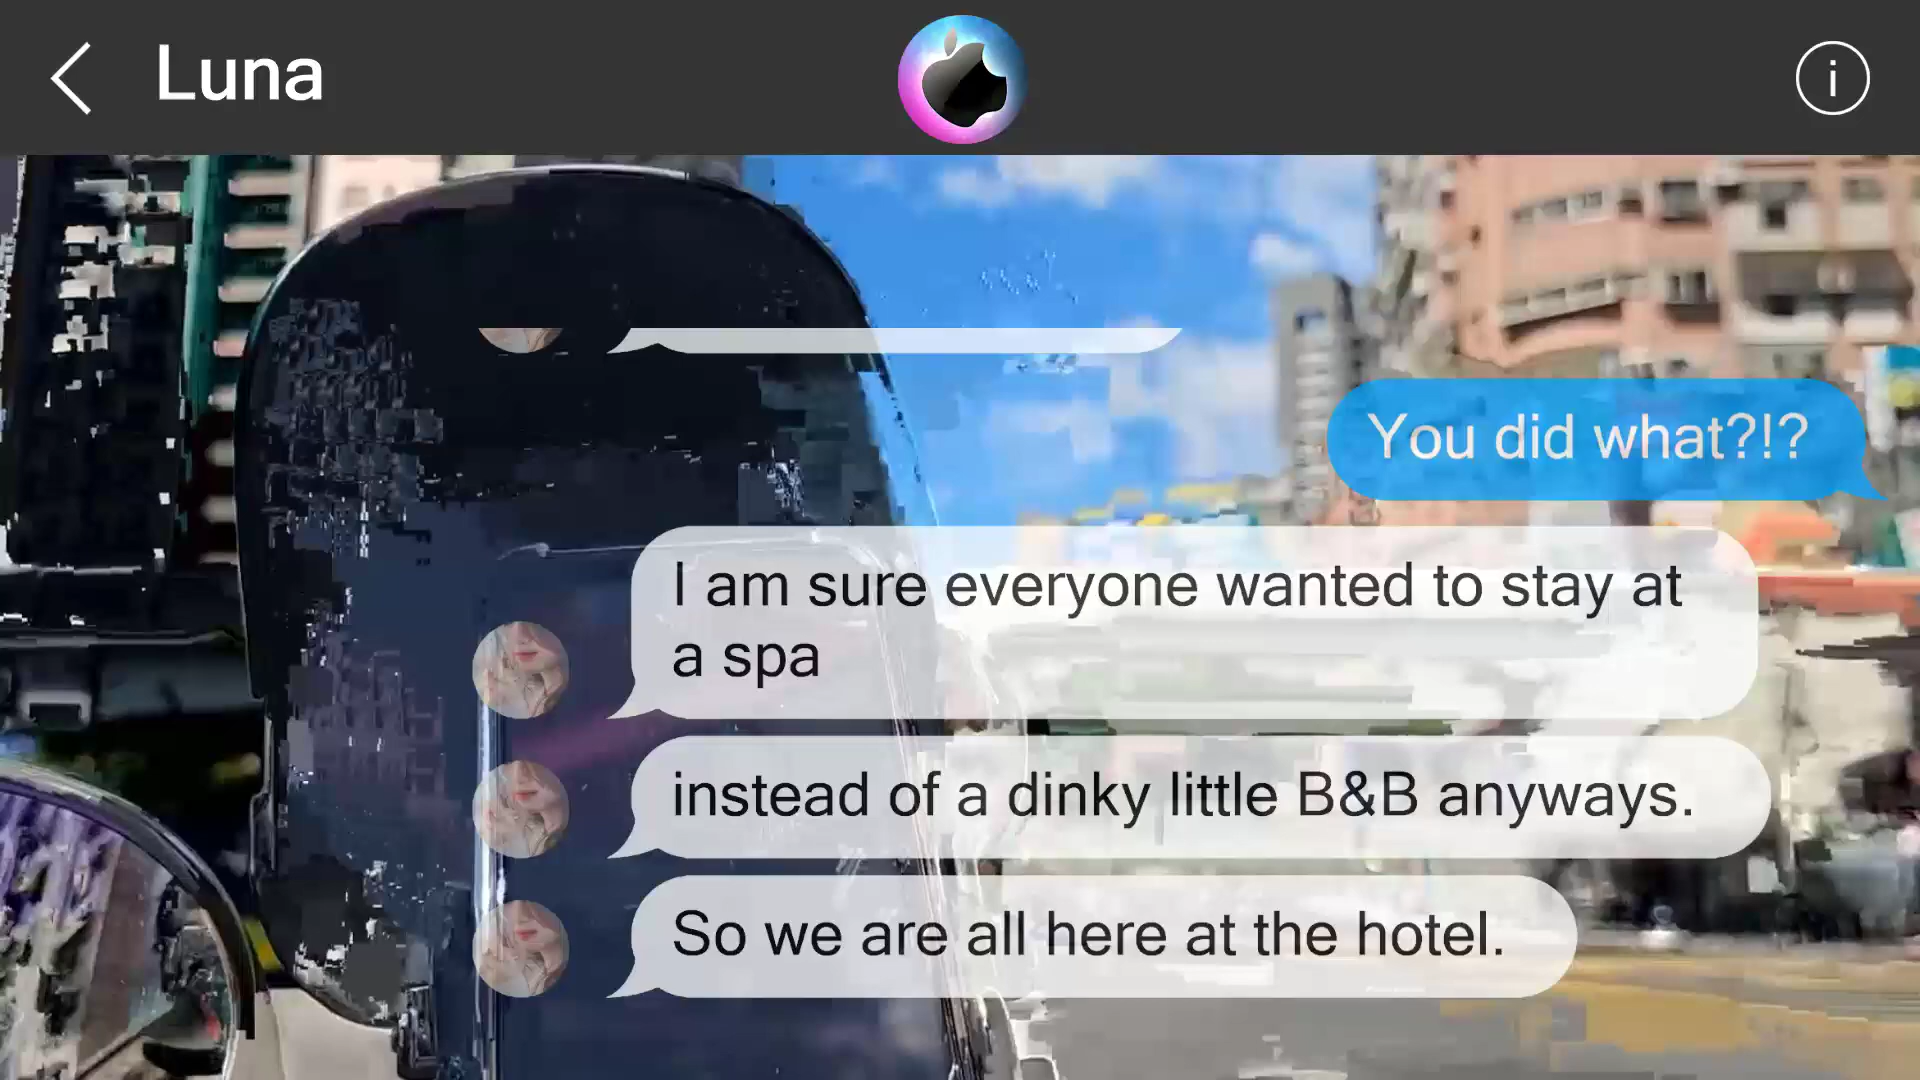 Luna
You did what?!?
I am sure everyone wanted to stay at
a spa
instead of a dinky little B&B anyways.
So we are all here at the hotel.